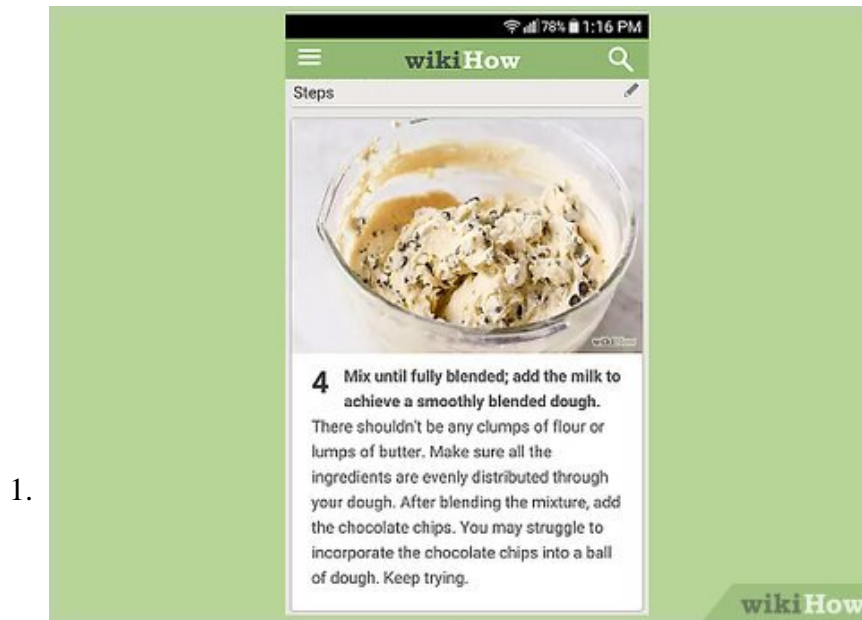 78% 1:16 PM
wikiHow
Steps
wikiHow
4 Mix until fully blended; add the milk to
achieve a smoothly blended dough.
There shouldn't be any clumps of flour or
lumps of butter. Make sure all the
ingredients are evenly distributed through
your dough. After blending the mixture, add
1.
the chocolate chips. You may struggle to
incorporate the chocolate chips into a ball
of dough. Keep trying.
wikiHow